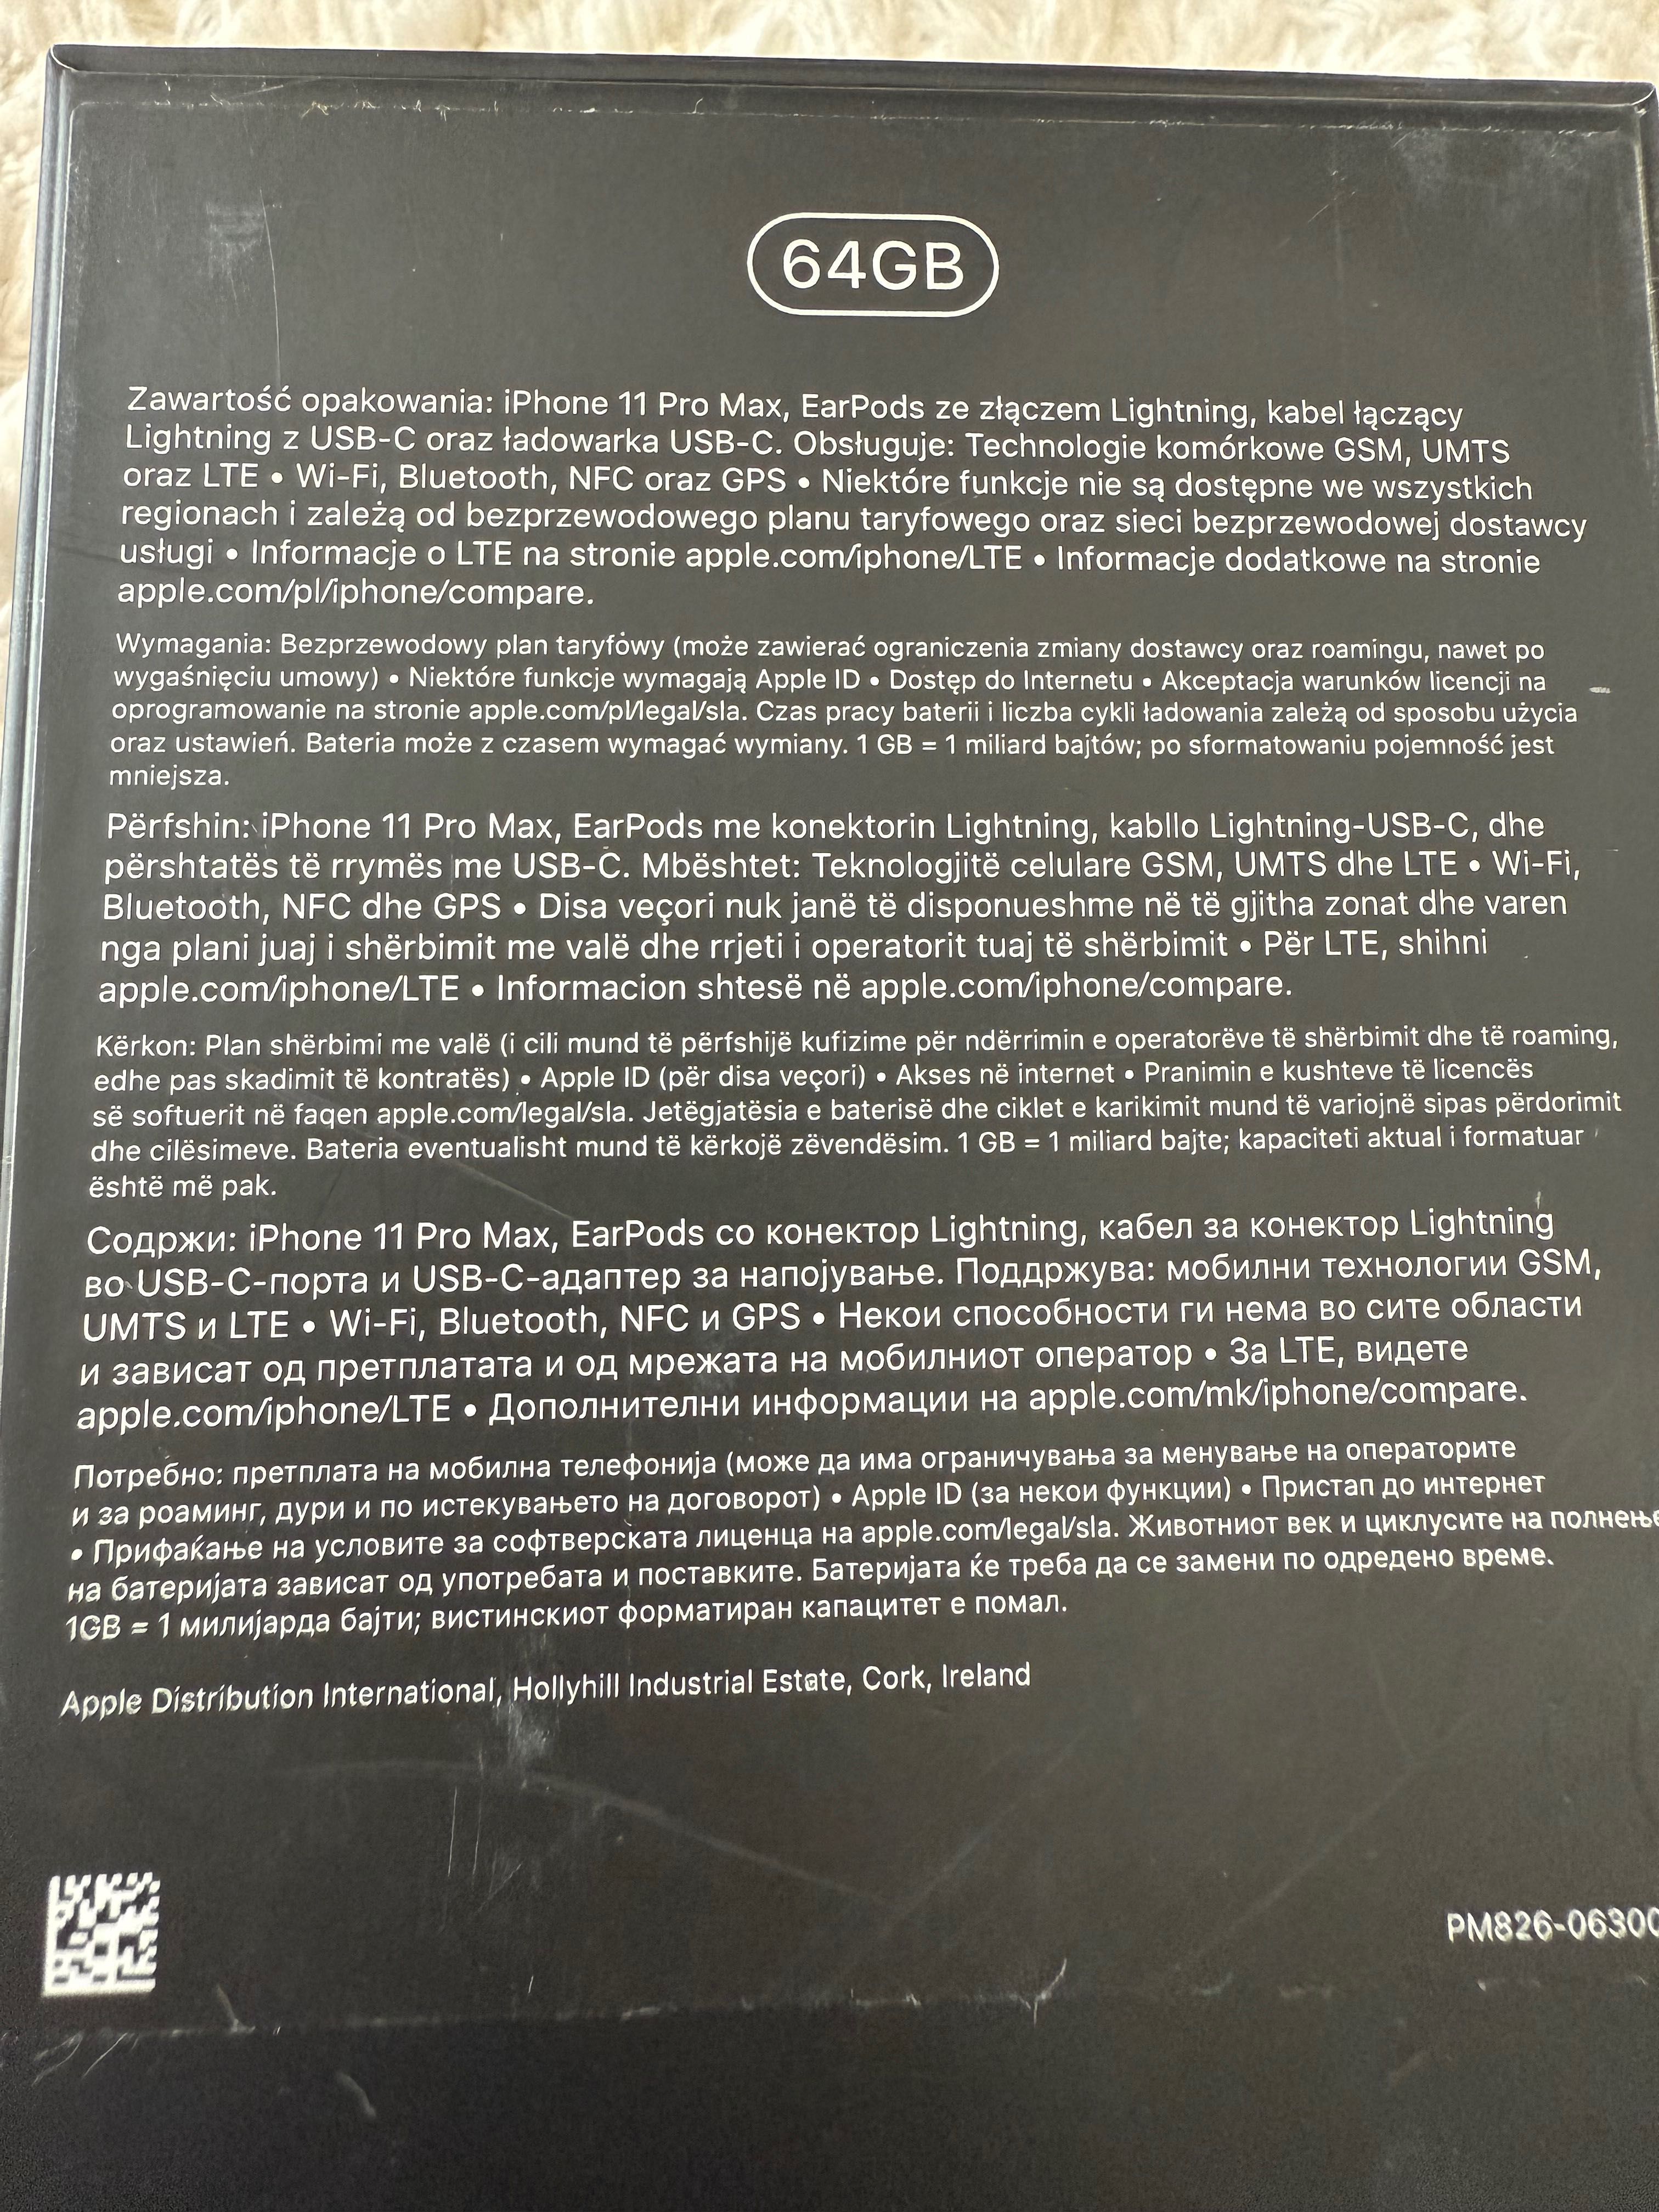 64GB
Zawartość opakowania: iPhone 11 Pro Max, EarPods ze złączem Lightning, kabel łączący
Lightning z USB-C oraz ładowarka USB-C. Obsługuje: Technologie komórkowe GSM, UMTS
oraz LTE • Wi-Fi, Bluetooth, NFC oraz GPS • Niektóre funkcje nie są dostępne we wszystkich
regionach i zależą od bezprzewodowego planu taryfowego oraz sieci bezprzewodowej dostawcy
usługi • Informacje o LTE na stronie apple.com/iphone/LTE • Informacje dodatkowe na stronie
apple.com/pl/iphone/compare.
Wymagania: Bezprzewodowy plan taryfowy (może zawierać ograniczenia zmiany dostawcy oraz roamingu, nawet po
wygaśnięciu umowy) • Niektóre funkcje wymagają Apple ID • Dostęp do Internetu • Akceptacja warunków licencji na
oprogramowanie na stronie apple.com/pl/legal/sla. Czas pracy baterii i liczba cykli ładowania zależą od sposobu użycia
oraz ustawień. Bateria może z czasem wymagać wymiany. 1 GB = 1 miliard bajtów; po sformatowaniu pojemność jest
mniejsza.
Përfshin: iPhone 11 Pro Max, EarPods me konektorin Lightning, kabllo Lightning-USB-C, dhe
përshtatës të rrymës me USB-C. Mbështet: Teknologjitë celulare GSM, UMTS dhe LTE • Wi-Fi,
Bluetooth, NFC dhe GPS • Disa veçori nuk janë të disponueshme në të gjitha zonat dhe varen
nga plani juaj i shërbimit me valë dhe rrjeti i operatorit tuaj të shërbimit • Për LTE, shihni
apple.com/iphone/LTE • Informacion shtesë në apple.com/iphone/compare.
Kërkon: Plan shërbimi me valë (i cili mund të përfshijë kufizime për ndërrimin e operatorëve të shërbimit dhe të roaming,
edhe pas skadimit të kontratës) • Apple ID (për disa veçori) • Akses në internet • Pranimin e kushteve të licencës
së softuerit në faqen apple.com/legal/sla. Jetëgjatësia e baterisë dhe ciklet e karikimit mund të variojnë sipas përdorimit
dhe cilësimeve. Bateria eventualisht mund të kërkojë zëvendësim. 1 GB = 1 miliard bajte; kapaciteti aktual i formatuar
është më pak.
Содржи: iPhone 11 Pro Max, EarPods со конектор Lightning, кабел за конектор Lightning
во USB-C-порта и USB-C-адаптер за напојување. Поддржува: мобилни технологии GSM,
UMTS и LTE • Wi-Fi, Bluetooth, NFC и GPS • Некои способности ги нема во сите области
и зависат од претплатата и од мрежата на мобилниот оператор • За LTE, видете
apple.com/iphone/LTE • Дополнителни информации на apple.com/mk/iphone/compare.
Потребно: претплата на мобилна телефонија (може да има ограничувања за менување на операторите
и за роаминг, дури и по истекувањето на договорот) • Apple ID (за некои функции) • Пристап до интернет
• Прифаќање на условите за софтверската лиценца на apple.com/legal/sla. Животниот век и циклусите на полнење
на батеријата зависат од употребата и поставките. Батеријата ќе треба да се замени по одредено време.
1GB = 1 милијарда бајти; вистинскиот форматиран капацитет е помал.
Apple Distribution International, Hollyhill Industrial Estate, Cork, Ireland
PM826-06300